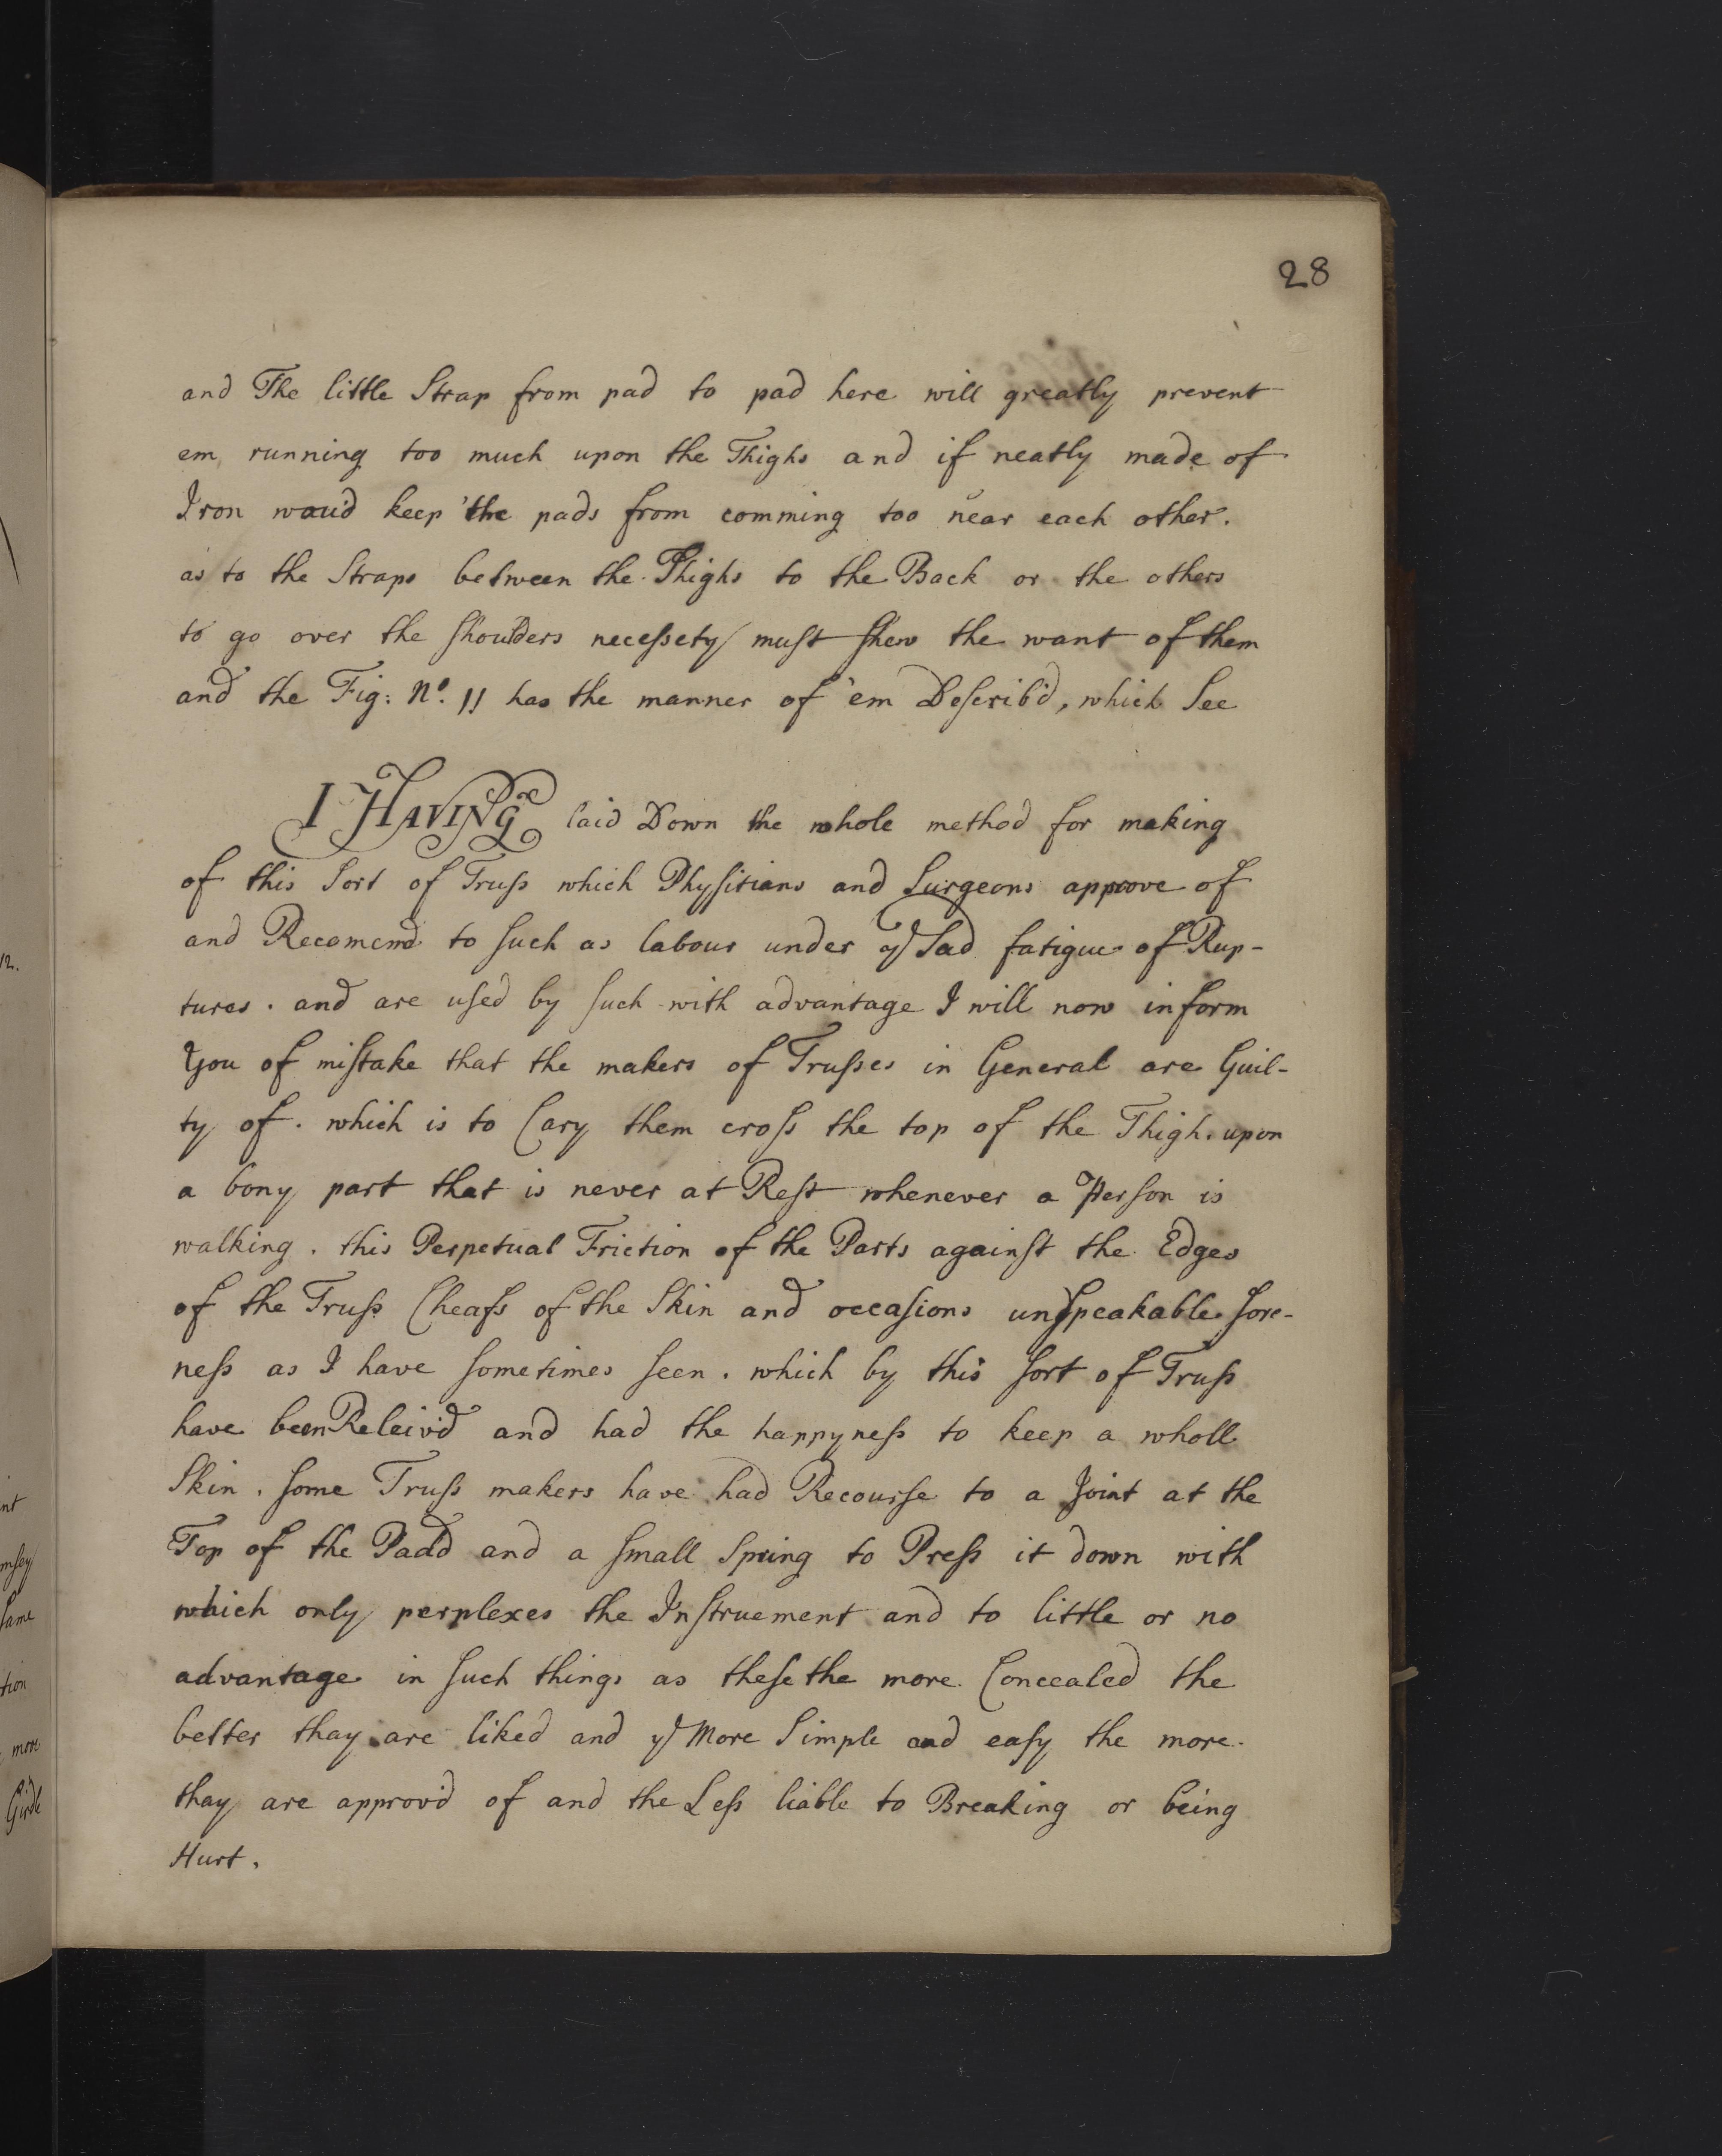 28
and The little Strap from pad to pad here will greatly prevent
em running too much upon the Thighs and if neatly made of
Iron wou'd keep the pads from comming too near each other.
as to the Straps between the Thighs to the Back or the others
to go over the shoulders necessety must shew the want of them
and the Fig: No. 11 has the manner of 'em Describ'd, which See
I HAVING laid Down the whole method for making
of this Sort of Truss which Physitians and Surgeons approve of
and Recomend to such as labour under ye Sad fatigue of Rup-
tures. and are used by such with advantage I will now inform
You of mistake that the makers of Trusses in General are Guil-
ty of. which is to Cary them cross the top of the Thigh. upon
a bony part that is never at Rest whenever a Person is
walking. this Perpetual Friction of the Parts against the Edges
of the Truss Cheafs of the Skin and occasions unspeakable sore-
ness as I have sometimes seen. which by this sort of Truss
have been Releiv'd and had the happyness to keep a wholl
Skin. some Truss makers have had Recourse to a Joint at the
Top of the Padd and a small Spring to Press it down with
which only perplexes the Instruement and to little or no
advantage in such things as these the more Concealed the
better thay are liked and ye More Simple and easy the more
thay are approv'd of and the Less liable to Breaking or being
Hurt.
12.
nt
same
tion
more
Girdle